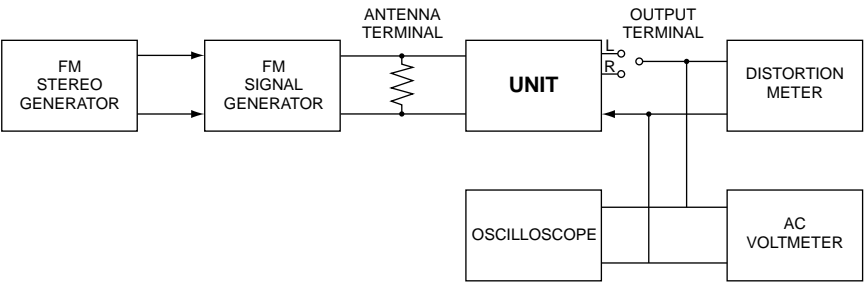 ANTENNA
TERMINAL
OUTPUT
TERMINAL
FM
STEREO
GENERATOR
FM
SIGNAL
GENERATOR
UNIT
L
R
DISTORTION
METER
OSCILLOSCOPE
AC
VOLTMETER